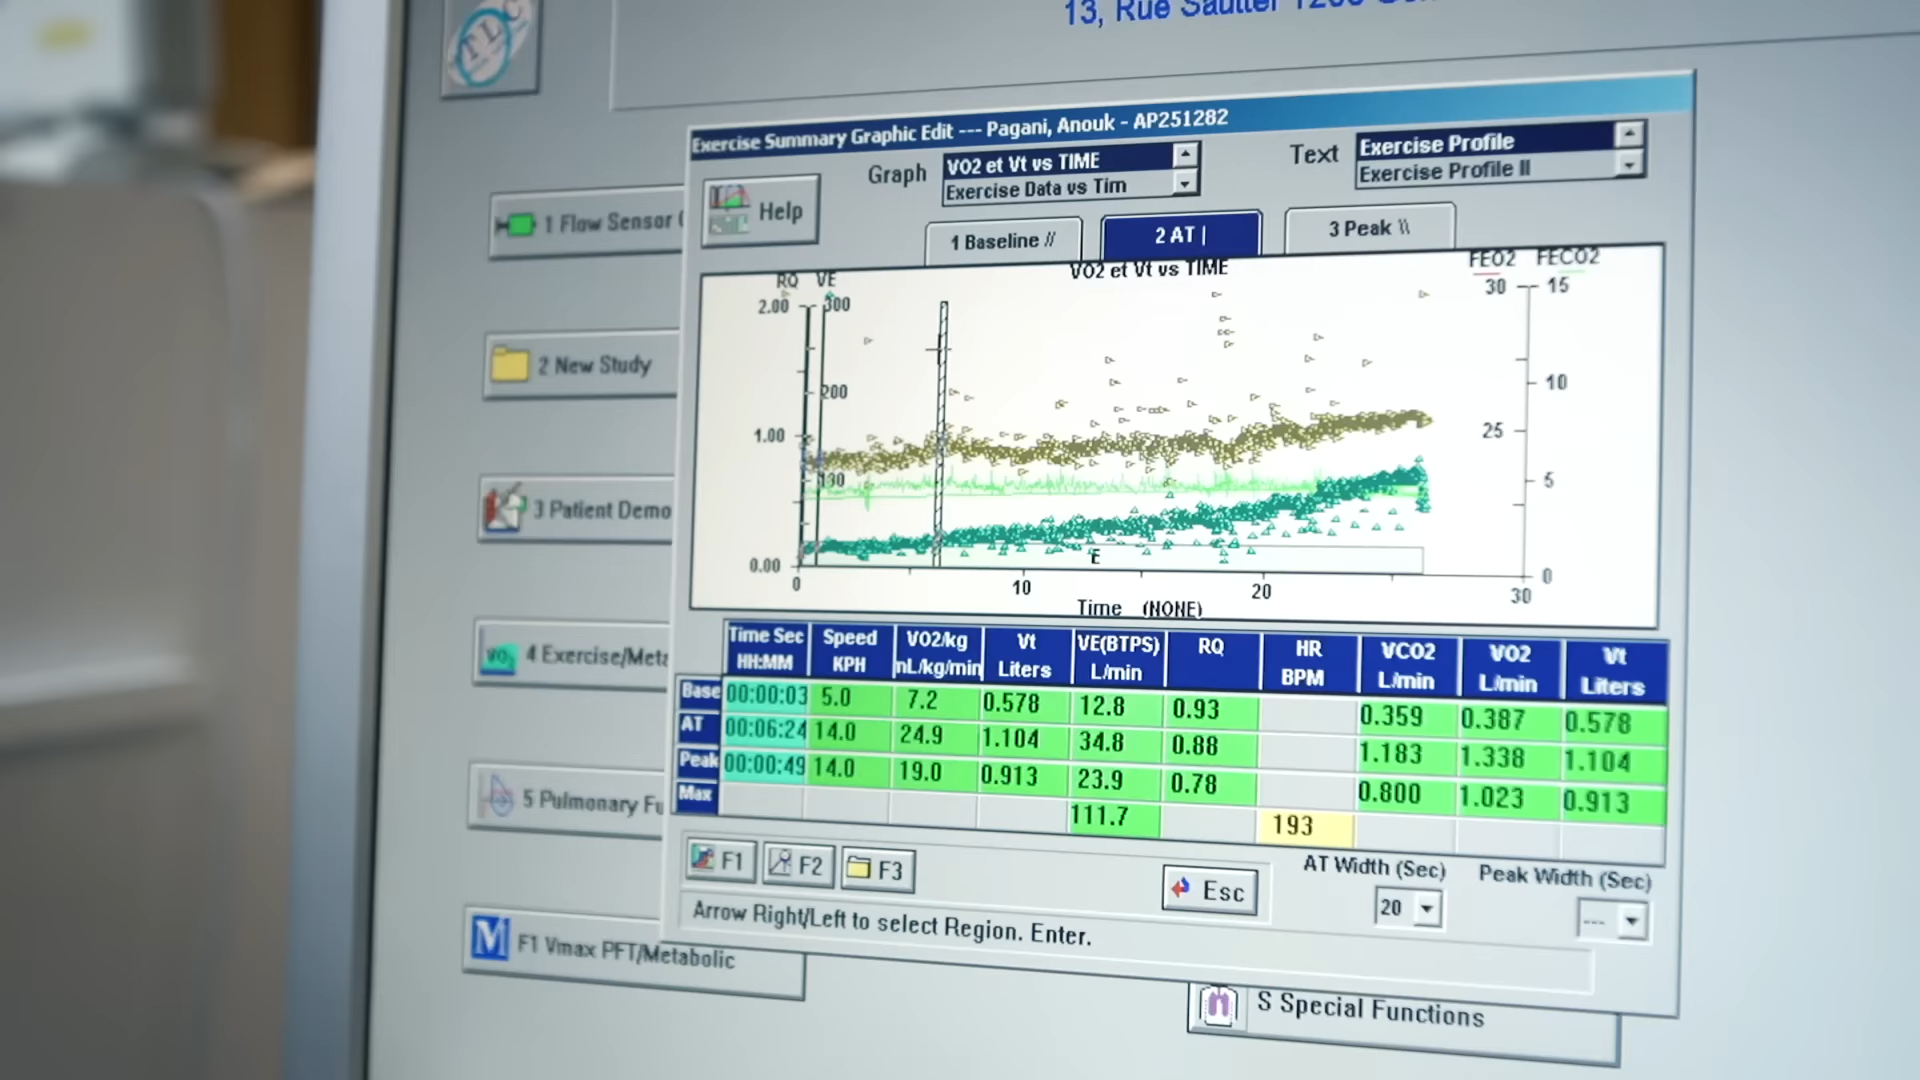 TLC
13, Rue Sautter
Exercise Summary Graphic Edit --- Pagani, Anouk - AP251282
Help
Graph
VO2 et Vt vs TIME
Exercise Data vs Tim
Text
Exercise Profile
Exercise Profile II
1 Baseline //
2 AT |
3 Peak \\
1 Flow Sensor
2 New Study
3 Patient Demo
4 Exercise/Meta
5 Pulmonary Fu
F1 Vmax PFT/Metabolic
VO2 et Vt vs TIME
RQ VE
FEO2 FECO2
2.00 300
30 15
200
10
1.00
25
5
0.00
E
0
0 10 20 30
Time (NONE)
Time Sec Speed VO2/kg Vt VE(BTPS) RQ HR VCO2 VO2 Vt
HH:MM KPH mL/kg/min Liters L/min BPM L/min L/min Liters
Base 00:00:03 5.0 7.2 0.578 12.8 0.93 0.359 0.387 0.578
AT 00:06:24 14.0 24.9 1.104 34.8 0.88 1.183 1.338 1.104
Peak 00:00:49 14.0 19.0 0.913 23.9 0.78 0.800 1.023 0.913
Max 111.7 193
F1 F2 F3
Esc
AT Width (Sec)
20
Peak Width (Sec)
---
Arrow Right/Left to select Region. Enter.
S Special Functions